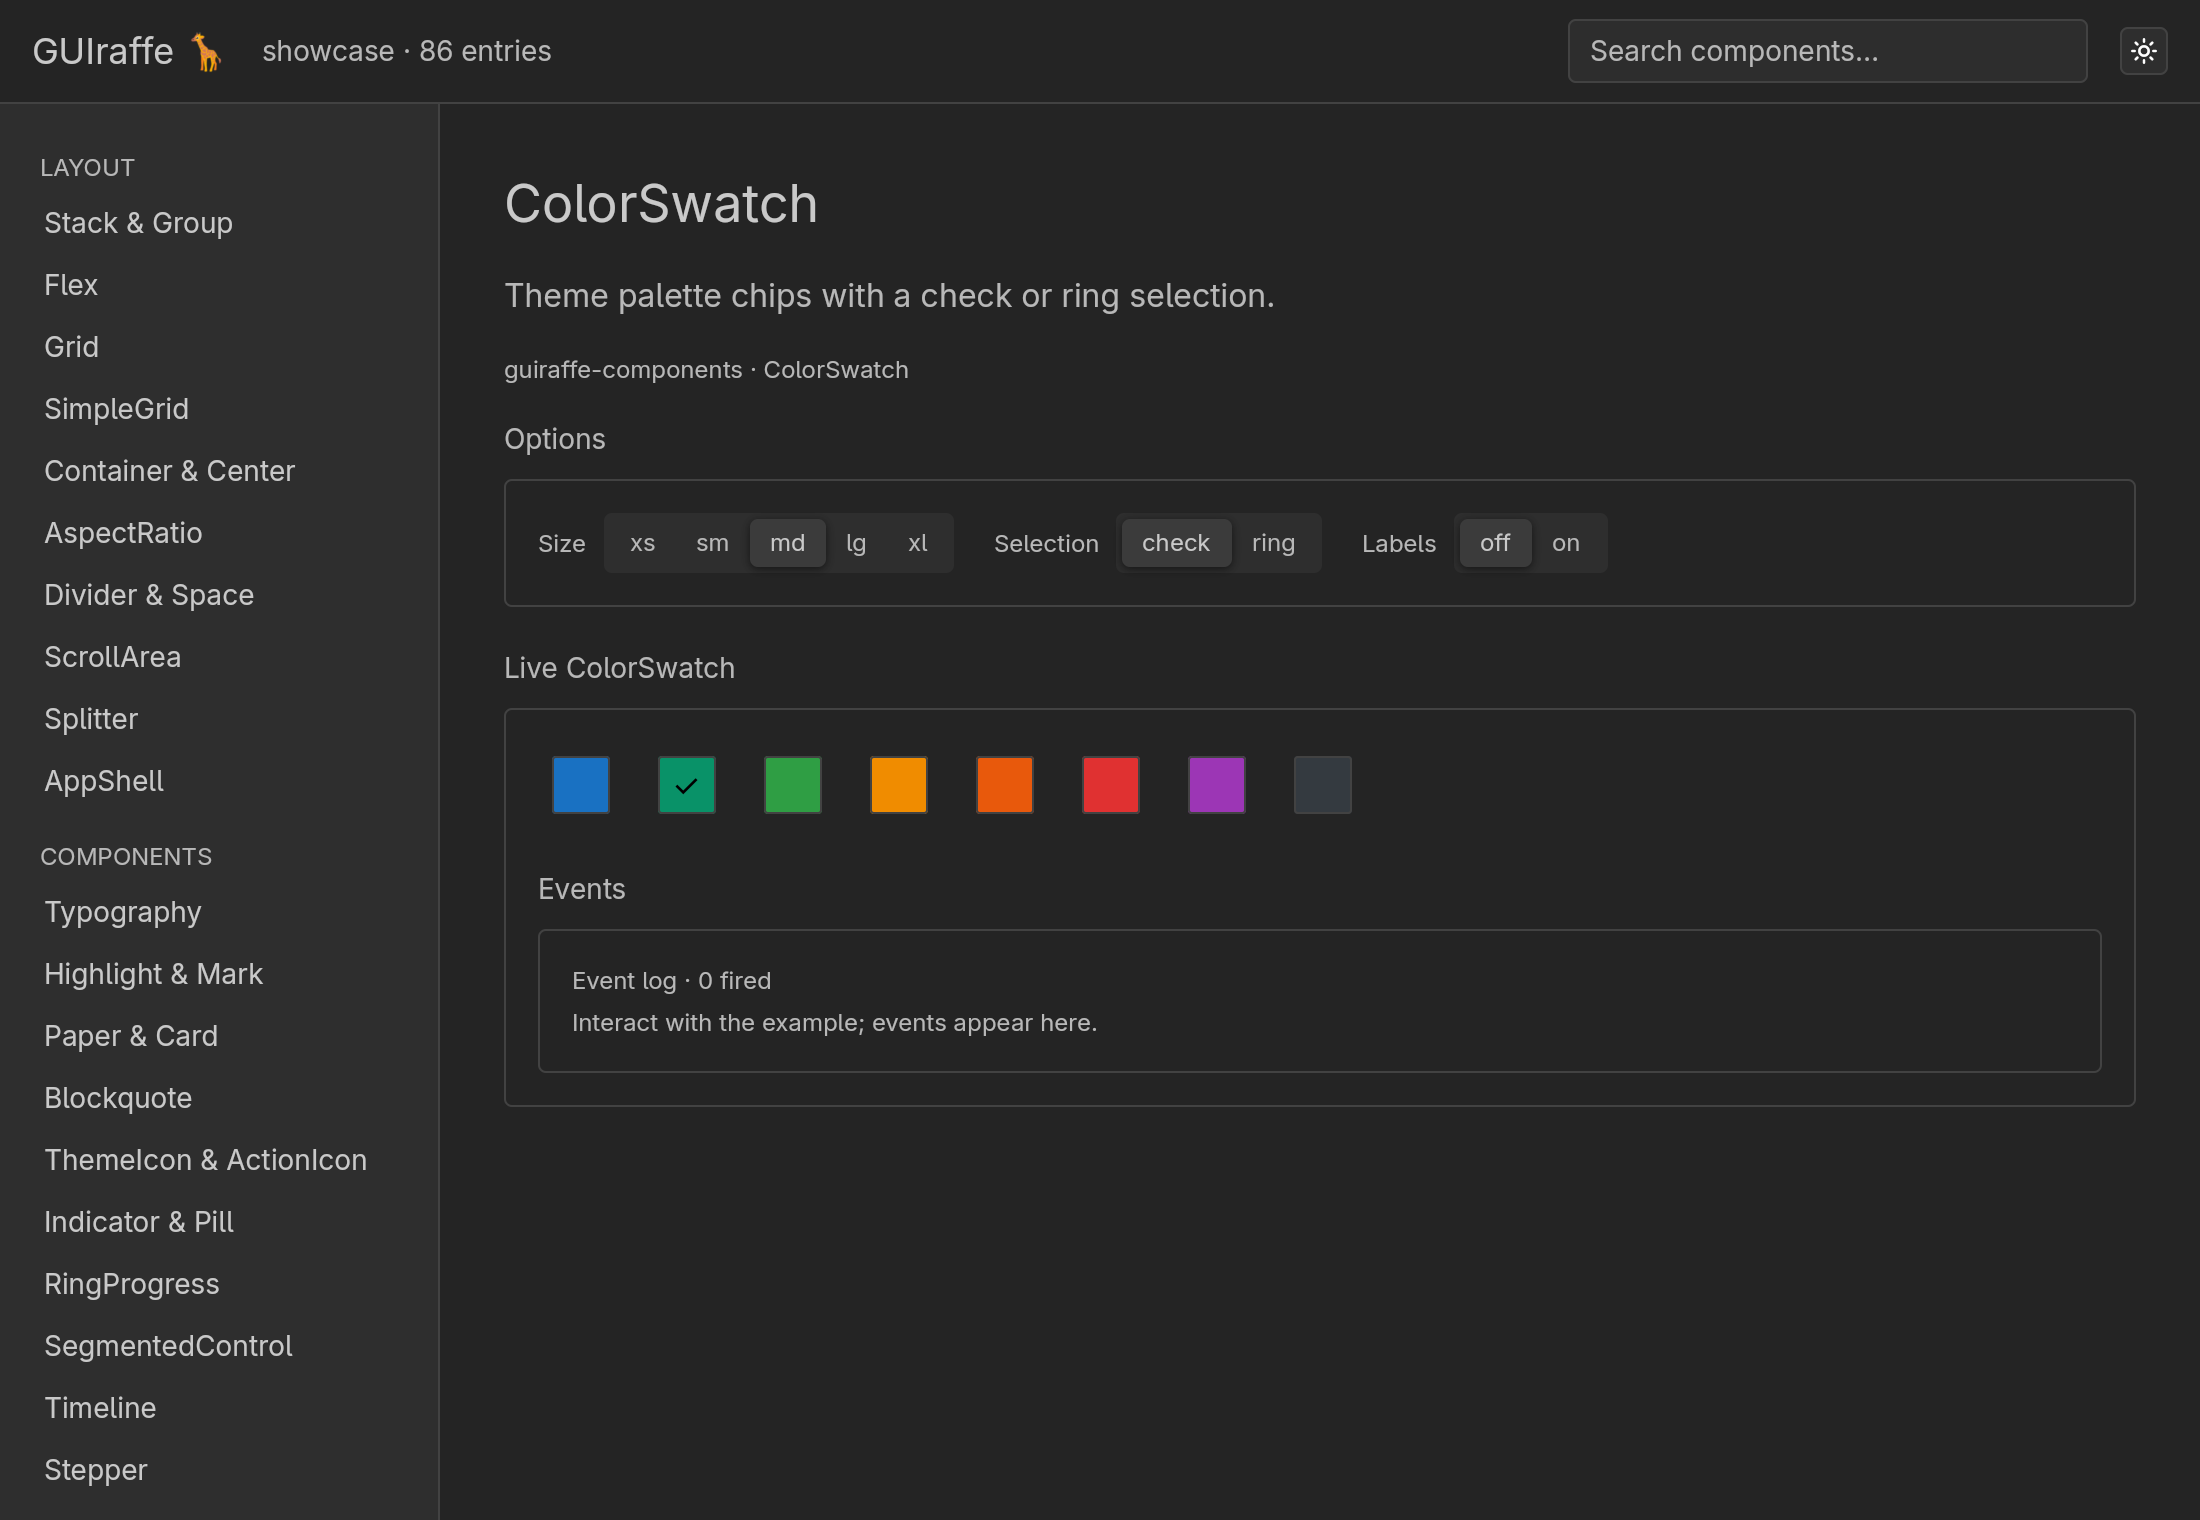 GUIraffe 🦒 showcase · 86 entries
Search components...
LAYOUT
Stack & Group
Flex
Grid
SimpleGrid
Container & Center
AspectRatio
Divider & Space
ScrollArea
Splitter
AppShell
COMPONENTS
Typography
Highlight & Mark
Paper & Card
Blockquote
ThemeIcon & ActionIcon
Indicator & Pill
RingProgress
SegmentedControl
Timeline
Stepper
ColorSwatch
Theme palette chips with a check or ring selection.
guiraffe-components · ColorSwatch
Options
Size xs sm md lg xl Selection check ring Labels off on
Live ColorSwatch
Events
Event log · 0 fired
Interact with the example; events appear here.